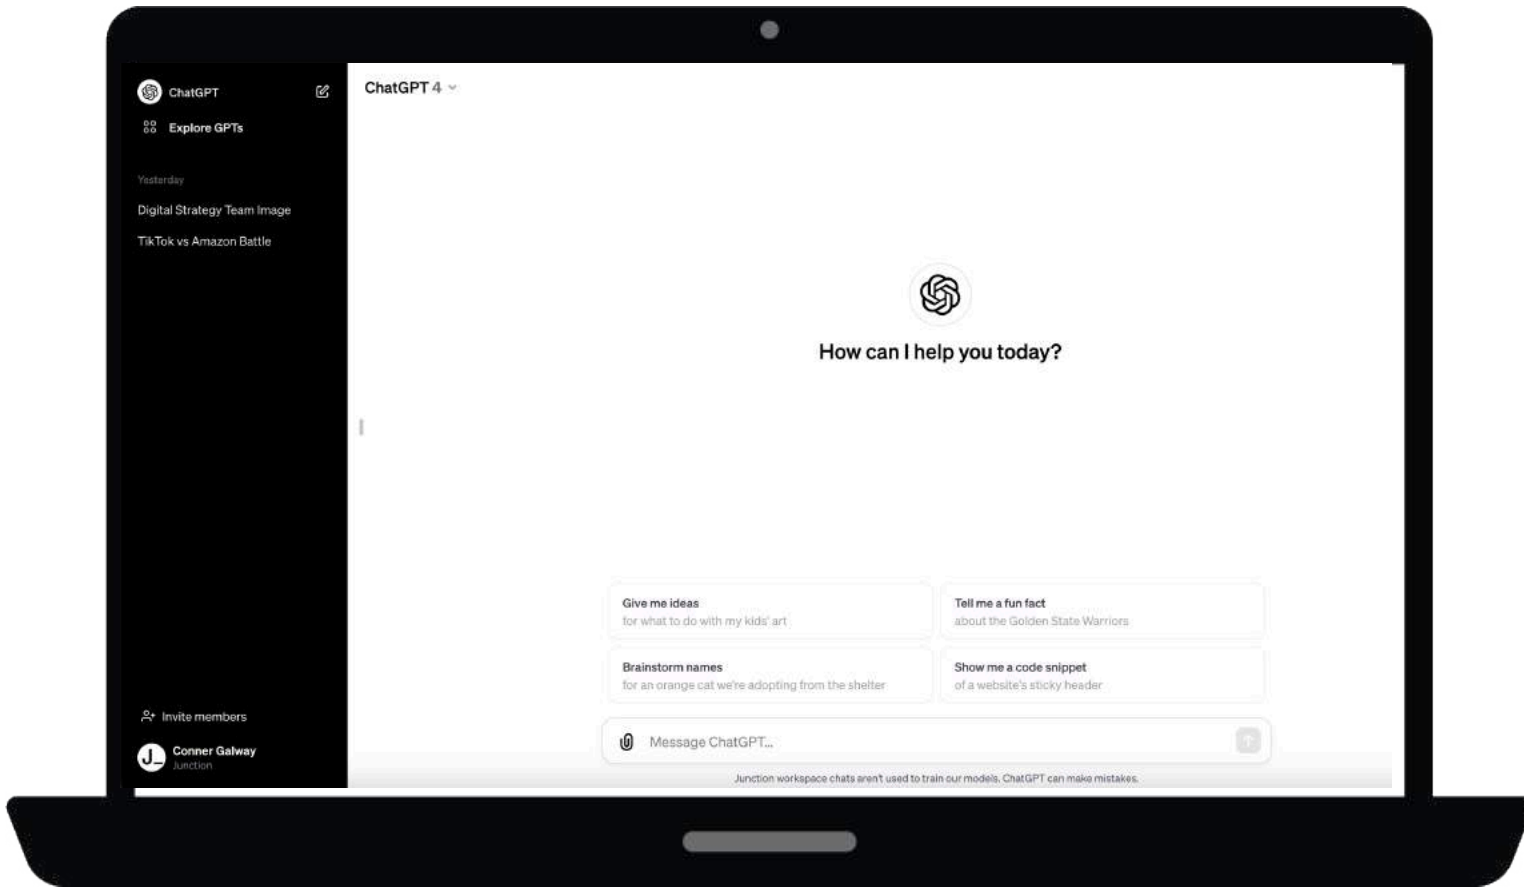 ChatGPT
Explore GPTs
Yesterday
Digital Strategy Team Image
TikTok vs Amazon Battle
Invite members
J_
Conner Galway
Junction
ChatGPT 4
How can I help you today?
Give me ideas
for what to do with my kids' art
Tell me a fun fact
about the Golden State Warriors
Brainstorm names
for an orange cat we're adopting from the shelter
Show me a code snippet
of a website's sticky header
Message ChatGPT...
Junction workspace chats aren't used to train our models. ChatGPT can make mistakes.